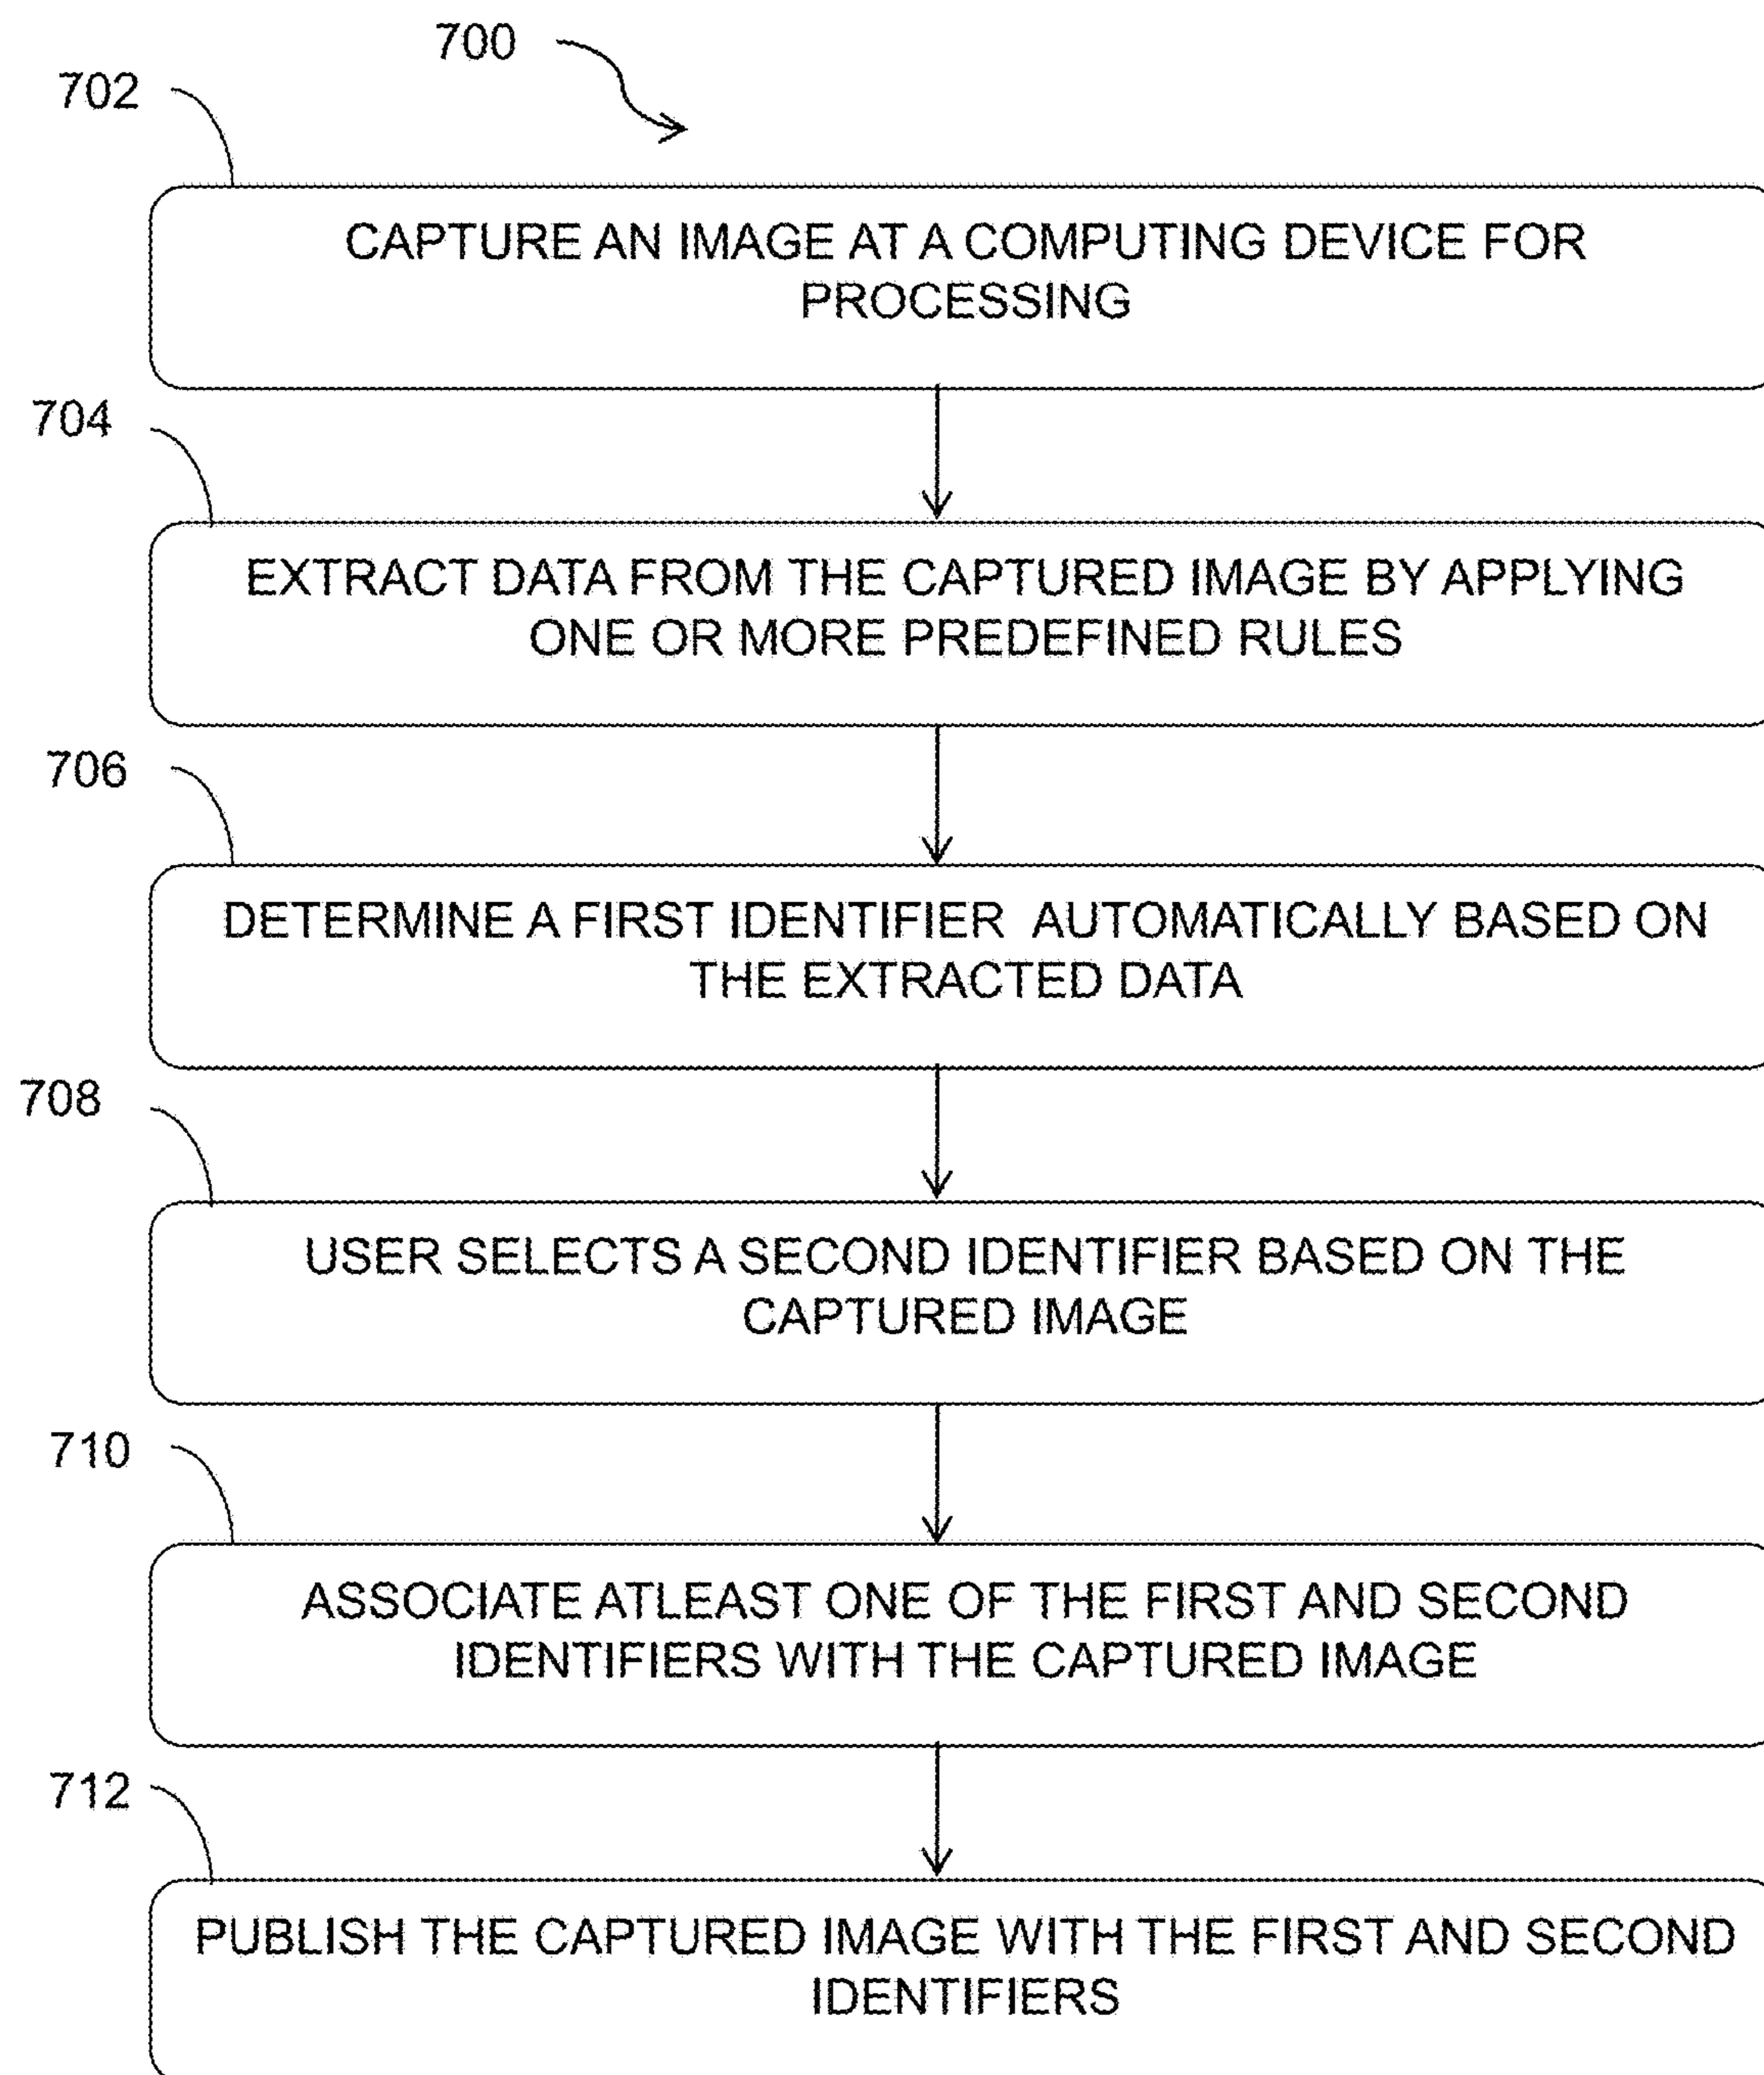 700
702
CAPTURE AN IMAGE AT A COMPUTING DEVICE FOR
PROCESSING
704
EXTRACT DATA FROM THE CAPTURED IMAGE BY APPLYING
ONE OR MORE PREDEFINED RULES
706
DETERMINE A FIRST IDENTIFIER AUTOMATICALLY BASED ON
THE EXTRACTED DATA
708
USER SELECTS A SECOND IDENTIFIER BASED ON THE
CAPTURED IMAGE
710
ASSOCIATE ATLEAST ONE OF THE FIRST AND SECOND
IDENTIFIERS WITH THE CAPTURED IMAGE
712
PUBLISH THE CAPTURED IMAGE WITH THE FIRST AND SECOND
IDENTIFIERS